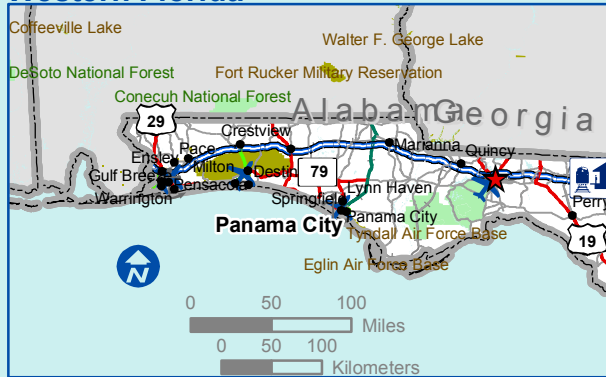 Western Florida
Coffeeville Lake
Walter F. George Lake
DeSoto National Forest
Fort Rucker Military Reservation
Conecuh National Forest
Alabama
Georgia
29
Crestview
Pace
Marianna
Quincy
Ensley
Milton
Gulf Breeze
Destin
79
Pensacola
Warrington
Lynn Haven
Springfield
Perry
Panama City
Panama City
Tyndall Air Force Base
19
Eglin Air Force Base
N
0 50 100
Miles
0 50 100
Kilometers